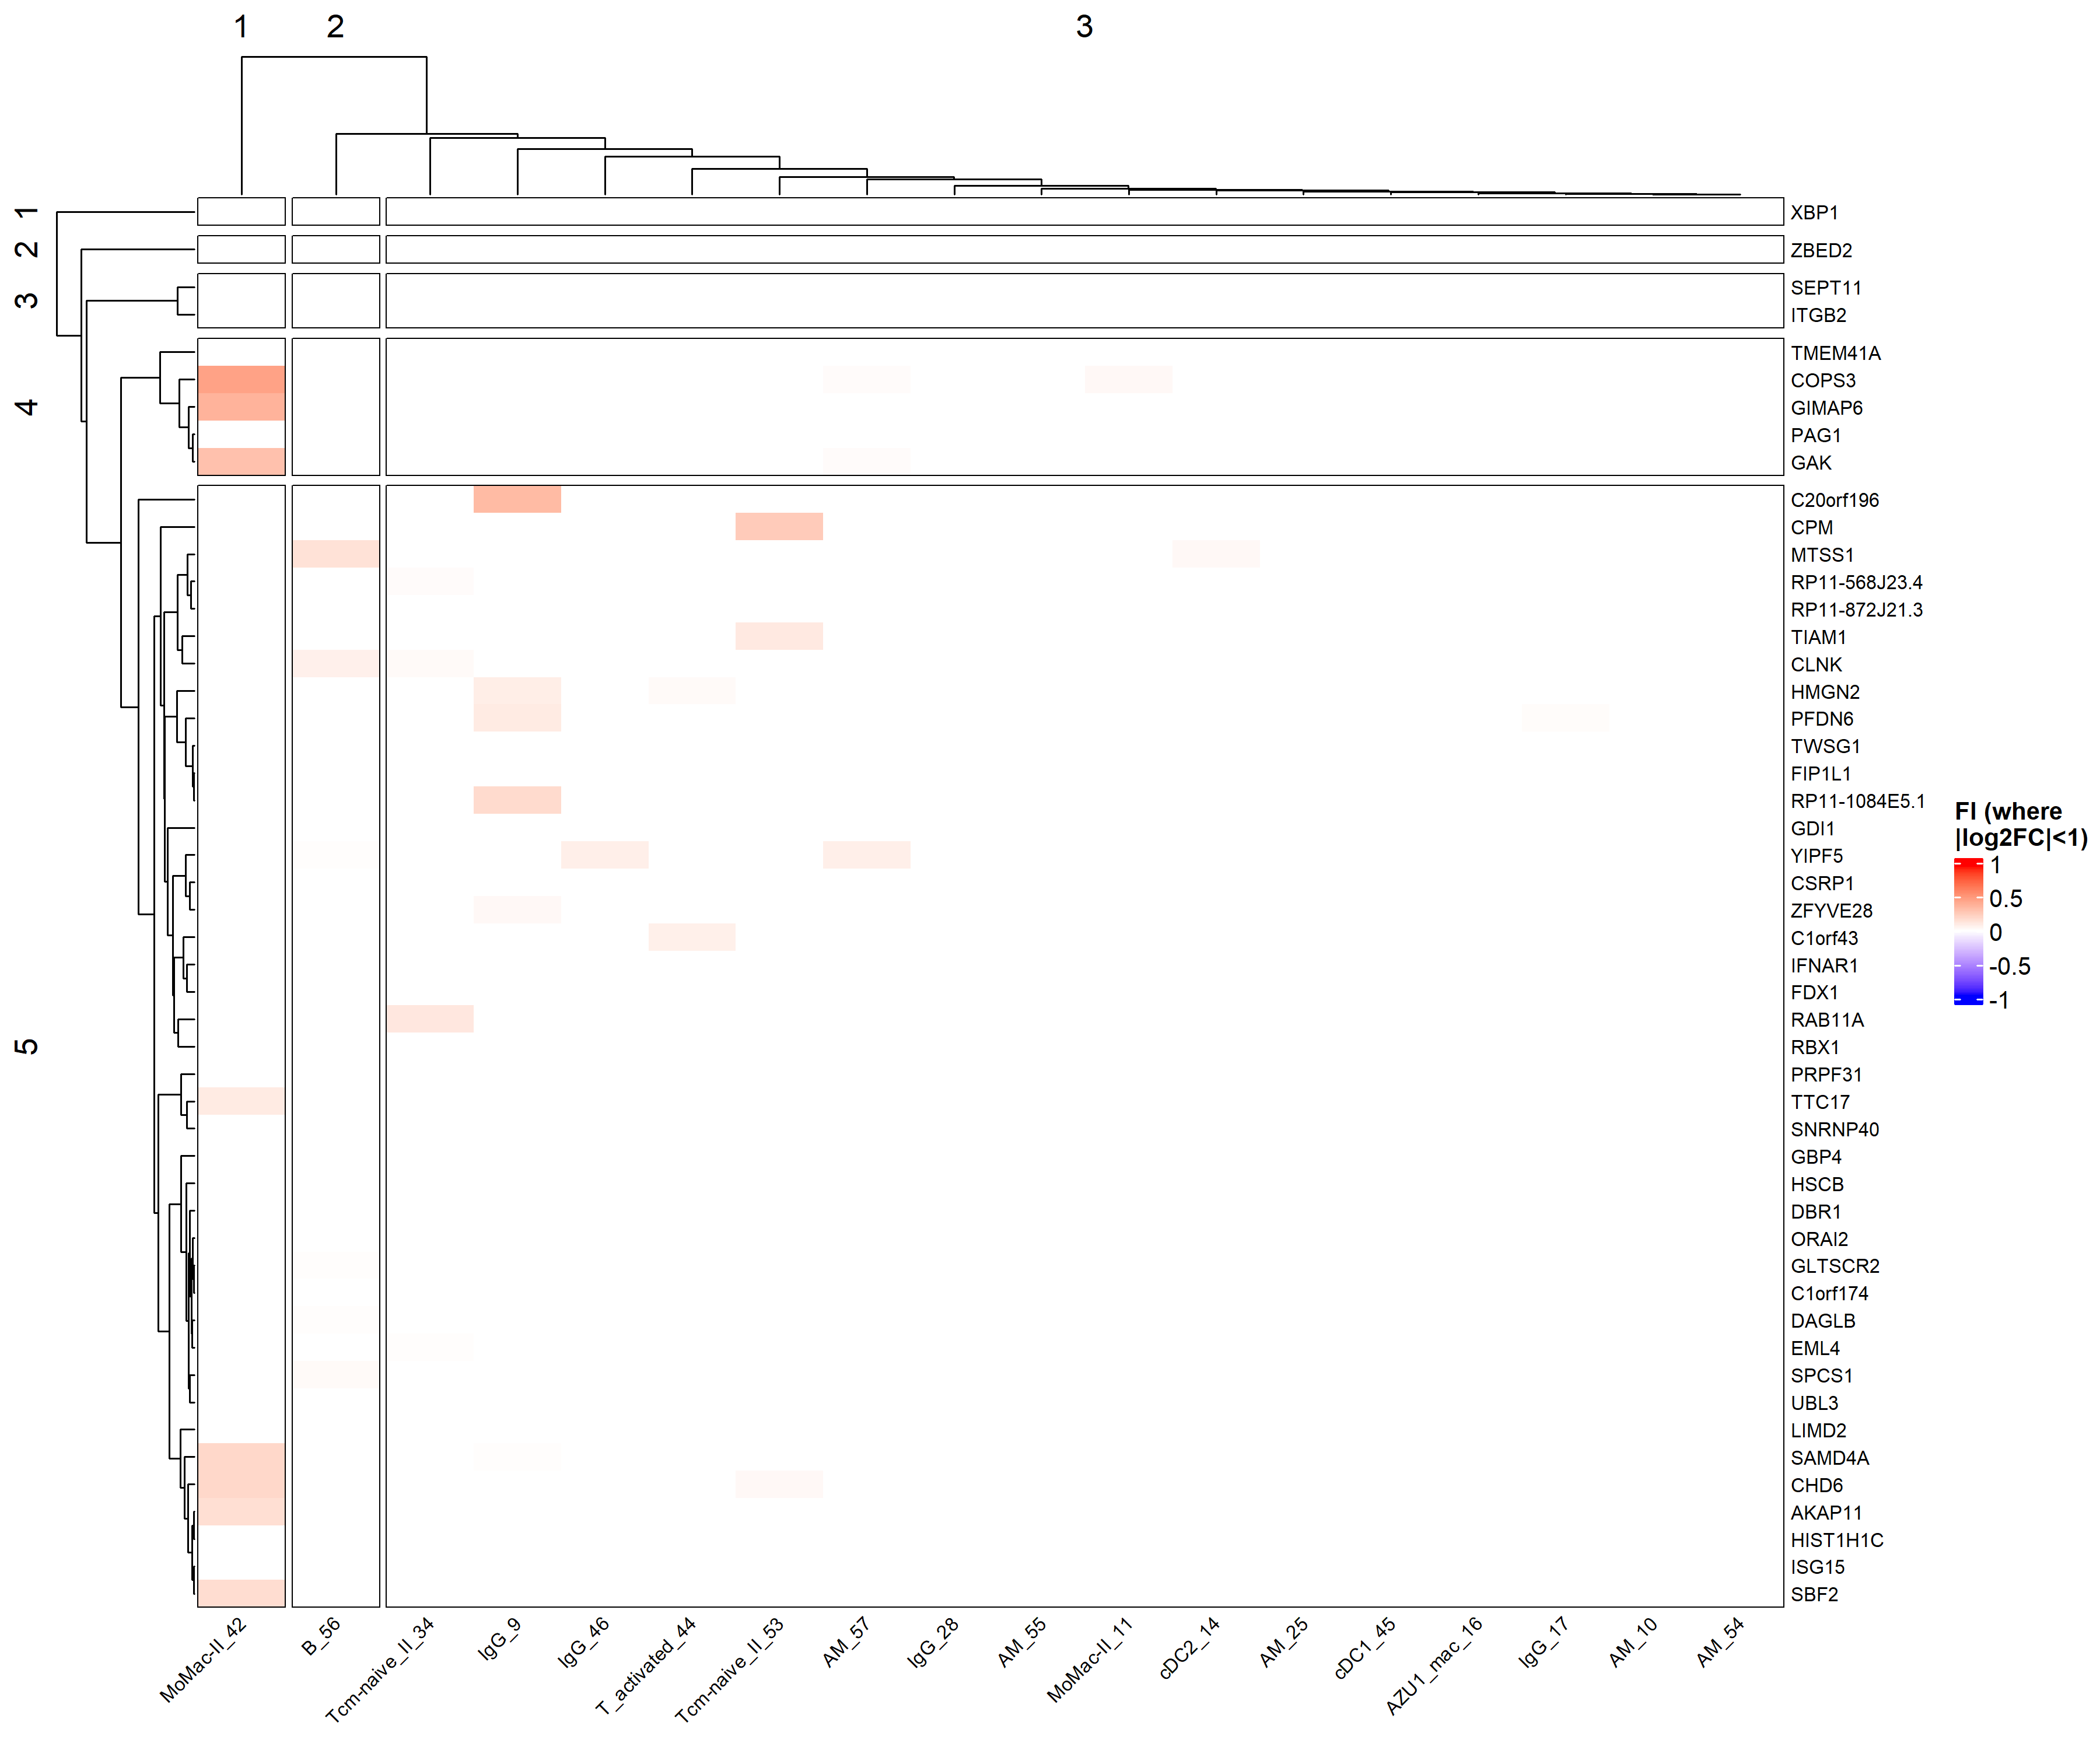 1
2
3
1
2
3
4
5
XBP1
ZBED2
SEPT11
ITGB2
TMEM41A
COPS3
GIMAP6
PAG1
GAK
C20orf196
CPM
MTSS1
RP11-568J23.4
RP11-872J21.3
TIAM1
CLNK
HMGN2
PFDN6
TWSG1
FIP1L1
RP11-1084E5.1
GDI1
YIPF5
CSRP1
ZFYVE28
C1orf43
IFNAR1
FDX1
RAB11A
RBX1
PRPF31
TTC17
SNRNP40
GBP4
HSCB
DBR1
ORAI2
GLTSCR2
C1orf174
DAGLB
EML4
SPCS1
UBL3
LIMD2
SAMD4A
CHD6
AKAP11
HIST1H1C
ISG15
SBF2
FI (where
|log2FC|<1)
1
0.5
0
-0.5
-1
MoMac-II_42
B_56
Tcm-naive_II_34
IgG_9
IgG_46
T_activated_44
Tcm-naive_II_53
AM_57
IgG_28
AM_55
MoMac-II_11
cDC2_14
AM_25
cDC1_45
AZU1_mac_16
IgG_17
AM_10
AM_54